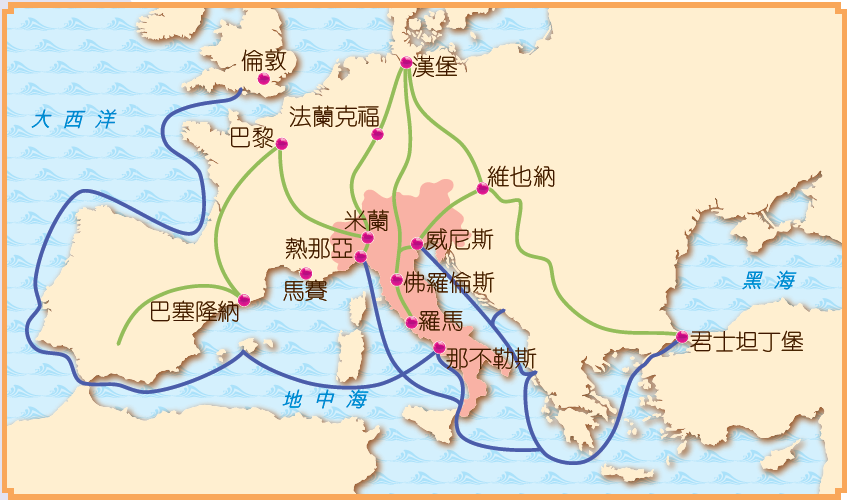 倫敦
漢堡
大西洋
法蘭克福
巴黎
維也納
米蘭
威尼斯
熱那亞
佛羅倫斯
黑海
馬賽
巴塞隆納
羅馬
君士坦丁堡
那不勒斯
地中海